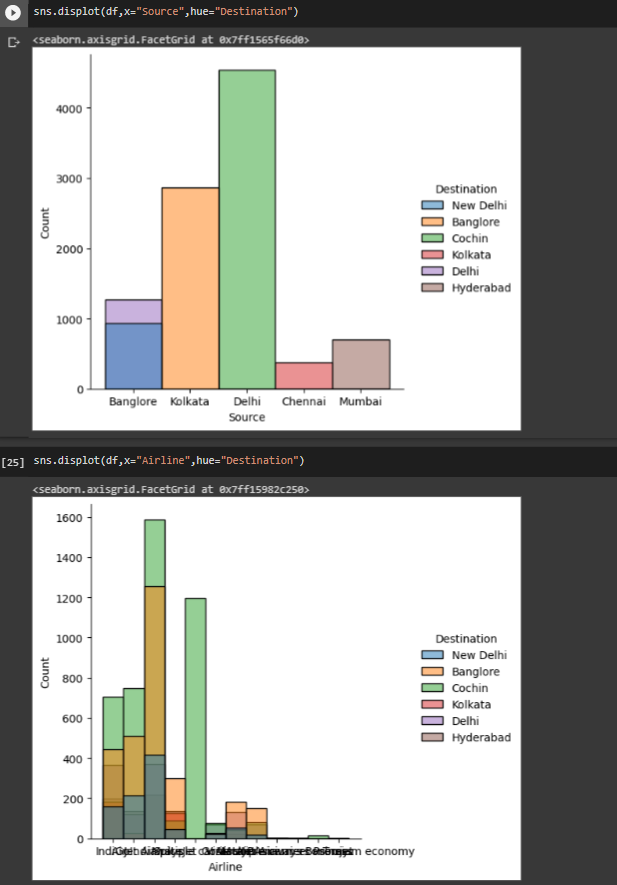 sns.displot(df,x="Source",hue="Destination")
<seaborn.axisgrid.FacetGrid at 0x7ff1565f66d0>
4000
3000
2000
1000
0
Count
Banglore Kolkata Delhi Chennai Mumbai
Source
Destination
New Delhi
Banglore
Cochin
Kolkata
Delhi
Hyderabad
[25] sns.displot(df,x="Airline",hue="Destination")
<seaborn.axisgrid.FacetGrid at 0x7ff15982c250>
1600
1400
1200
1000
800
600
400
200
0
Count
economy
Airline
Destination
New Delhi
Banglore
Cochin
Kolkata
Delhi
Hyderabad